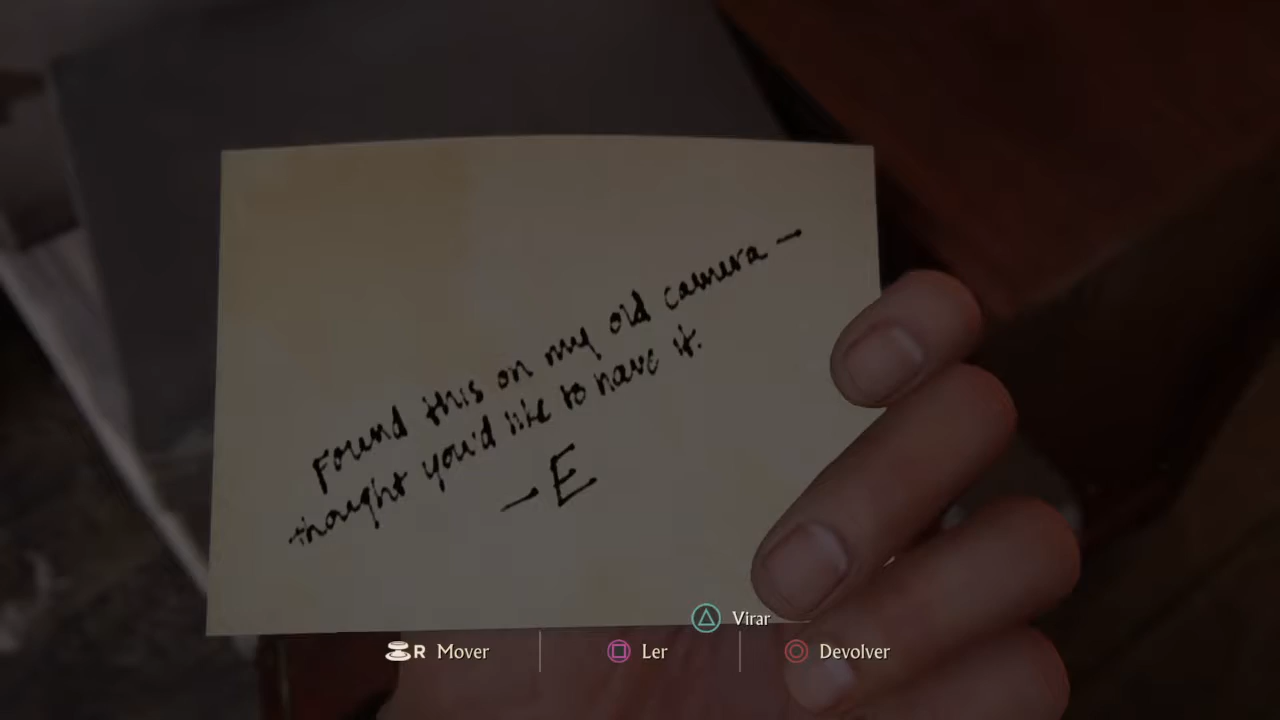 Found this on my old camera –
thought you'd like to have it.
– E
Virar
R Mover
Ler
Devolver